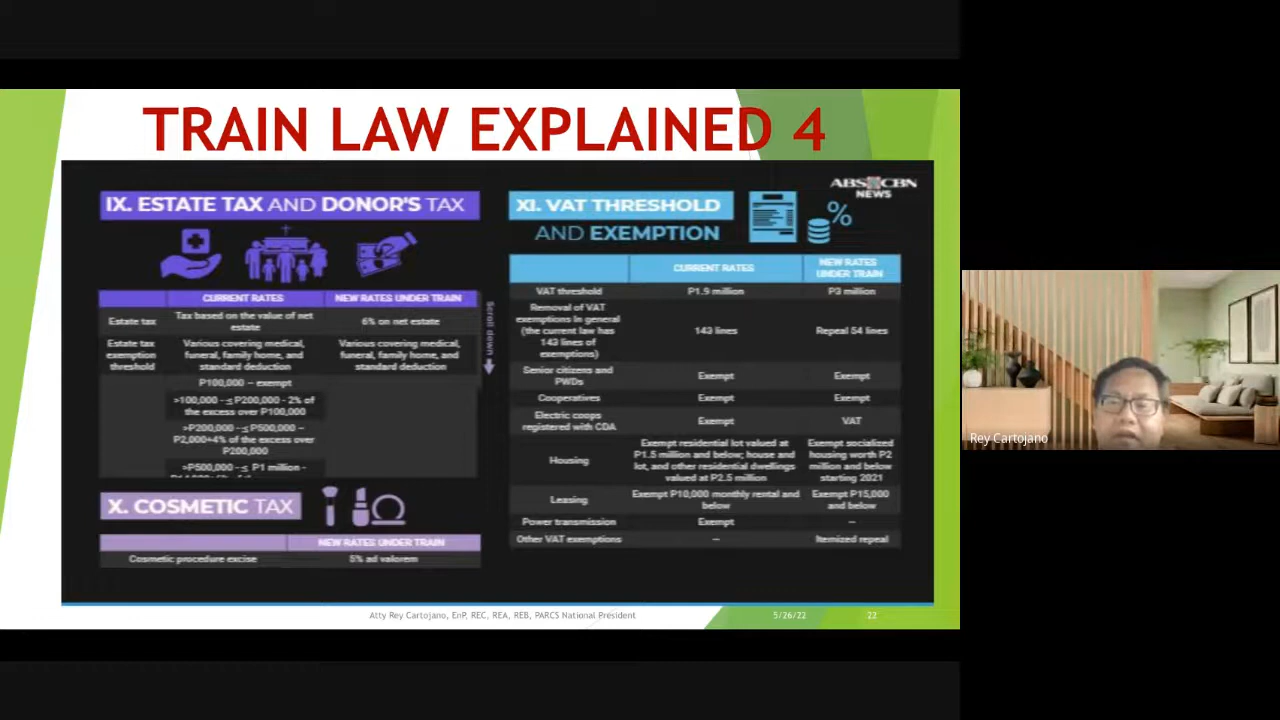 TRAIN LAW EXPLAINED 4
ABS CBN
NEWS
IX. ESTATE TAX AND DONOR'S TAX
CURRENT RATES
NEW RATES UNDER TRAIN
Estate tax
Tax based on the value of net
estate
6% on net estate
Estate tax
exemption
threshold
Various covering medical,
funeral, family home, and
standard deduction
Various covering medical,
funeral, family home, and
standard deduction
P100,000 – exempt
>100,000 - ≤ P200,000 - 2% of
the excess over P100,000
>P200,000 - ≤ P500,000 –
P2,000+4% of the excess over
P200,000
>P500,000 - ≤ P1 million -
Scroll down
X. COSMETIC TAX
NEW RATES UNDER TRAIN
Cosmetic procedure excise
5% ad valorem
XI. VAT THRESHOLD
AND EXEMPTION
%
CURRENT RATES
NEW RATES
UNDER TRAIN
VAT threshold
P1.9 million
P3 million
Removal of VAT
exemptions in general
(the current law has
143 lines of
exemptions)
143 lines
Repeal 54 lines
Senior citizens and
PWDs
Exempt
Exempt
Cooperatives
Exempt
Exempt
Electric coops
registered with CDA
Exempt
VAT
Housing
Exempt residential lot valued at
P1.5 million and below; house and
lot, and other residential dwellings
valued at P2.5 million
Exempt socialized
housing worth P2
million and below
starting 2021
Leasing
Exempt P10,000 monthly rental and
below
Exempt P15,000
and below
Power transmission
Exempt
–
Other VAT exemptions
–
Itemized repeal
Atty Rey Cartojano, EnP, REC, REA, REB, PARCS National President
5/26/22
22
Rey Cartojano